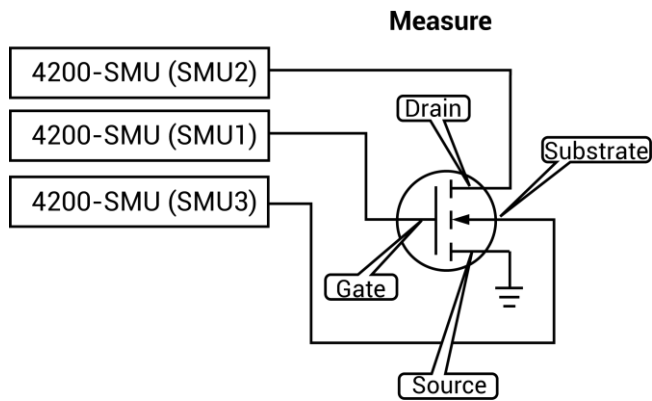 Measure
4200-SMU (SMU2)
4200-SMU (SMU1)
4200-SMU (SMU3)
Drain
Substrate
Gate
Source